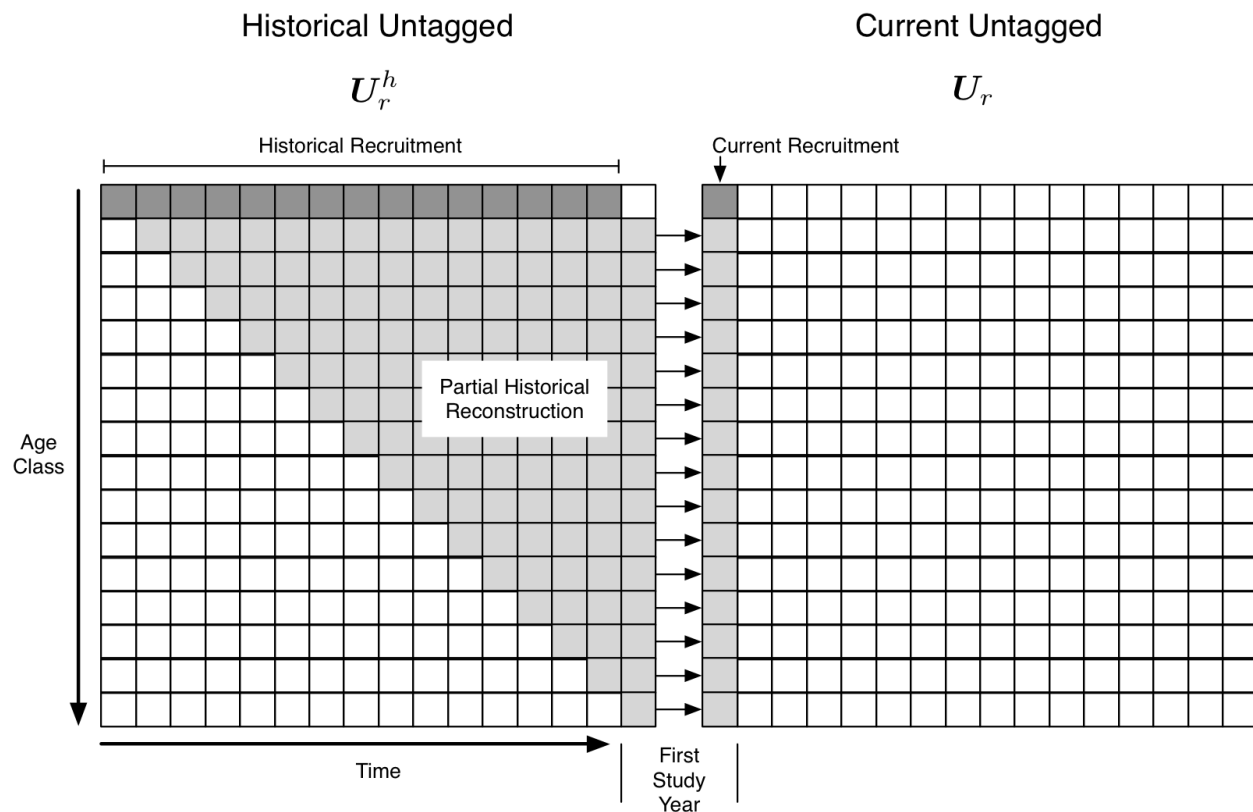 Historical Untagged
Current Untagged
U_r^h
U_r
Historical Recruitment
Current Recruitment
Partial Historical
Reconstruction
Age
Class
Time
First
Study
Year